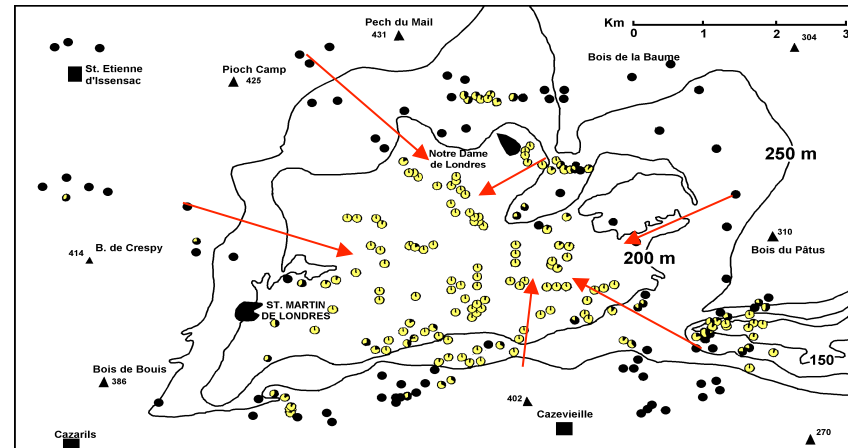 Pech du Mail
431
Km
0 1 2 3
304
Bois de la Baume
St. Etienne
d'Issensac
Pioch Camp
425
Notre Dame
de Londres
250 m
310
Bois du Pâtus
B. de Crespy
414
200 m
ST. MARTIN
DE LONDRES
150
Bois de Bouis
386
402
Cazevieille
Cazarils
270